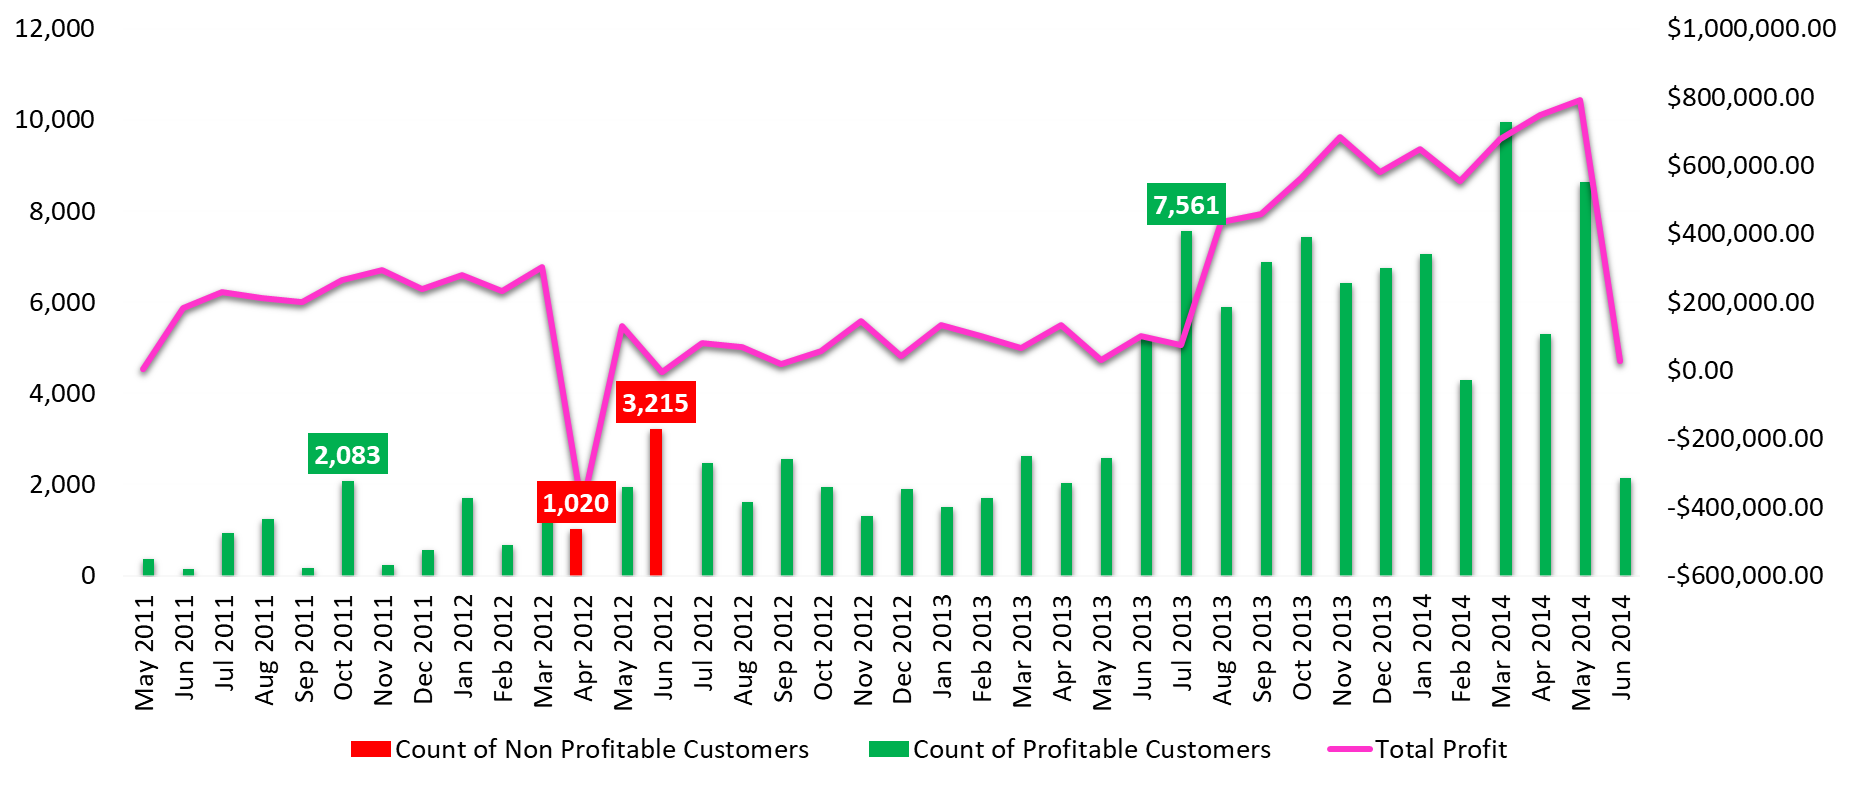 12,000
10,000
8,000
6,000
4,000
2,000
0
$1,000,000.00
$800,000.00
$600,000.00
$400,000.00
$200,000.00
$0.00
-$200,000.00
-$400,000.00
-$600,000.00
2,083
1,020
3,215
7,561
May 2011
Jun 2011
Jul 2011
Aug 2011
Sep 2011
Oct 2011
Nov 2011
Dec 2011
Jan 2012
Feb 2012
Mar 2012
Apr 2012
May 2012
Jun 2012
Jul 2012
Aug 2012
Sep 2012
Oct 2012
Nov 2012
Dec 2012
Jan 2013
Feb 2013
Mar 2013
Apr 2013
May 2013
Jun 2013
Jul 2013
Aug 2013
Sep 2013
Oct 2013
Nov 2013
Dec 2013
Jan 2014
Feb 2014
Mar 2014
Apr 2014
May 2014
Jun 2014
Count of Non Profitable Customers
Count of Profitable Customers
Total Profit